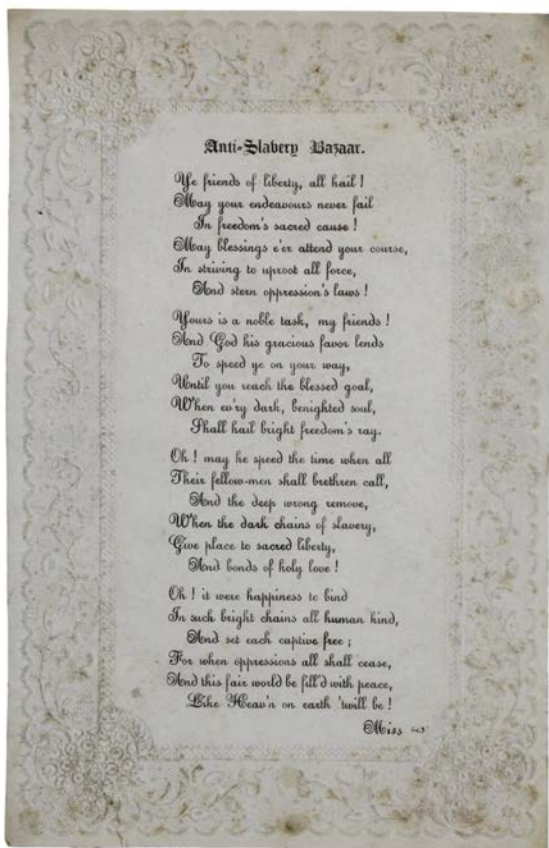 Anti-Slavery Bazaar.
Ye friends of liberty, all hail!
May your endeavours never fail
In freedom's sacred cause!
May blessings e'er attend your course,
In striving to uproot all force,
And stern oppression's laws!
Yours is a noble task, my friends!
And God his gracious favor lends
To speed ye on your way,
Until you reach the blessed goal,
When ev'ry dark, benighted soul,
Shall hail bright freedom's ray.
Oh! may he speed the time when all
Their fellow-men shall brethren call,
And the deep wrong remove,
When the dark chains of slavery,
Give place to sacred liberty,
And bonds of holy love!
Oh! it were happiness to bind
In such bright chains all human kind,
And set each captive free;
For when oppressions all shall cease,
And this fair world be fill'd with peace,
Like Heav'n on earth 'twill be!
Miss